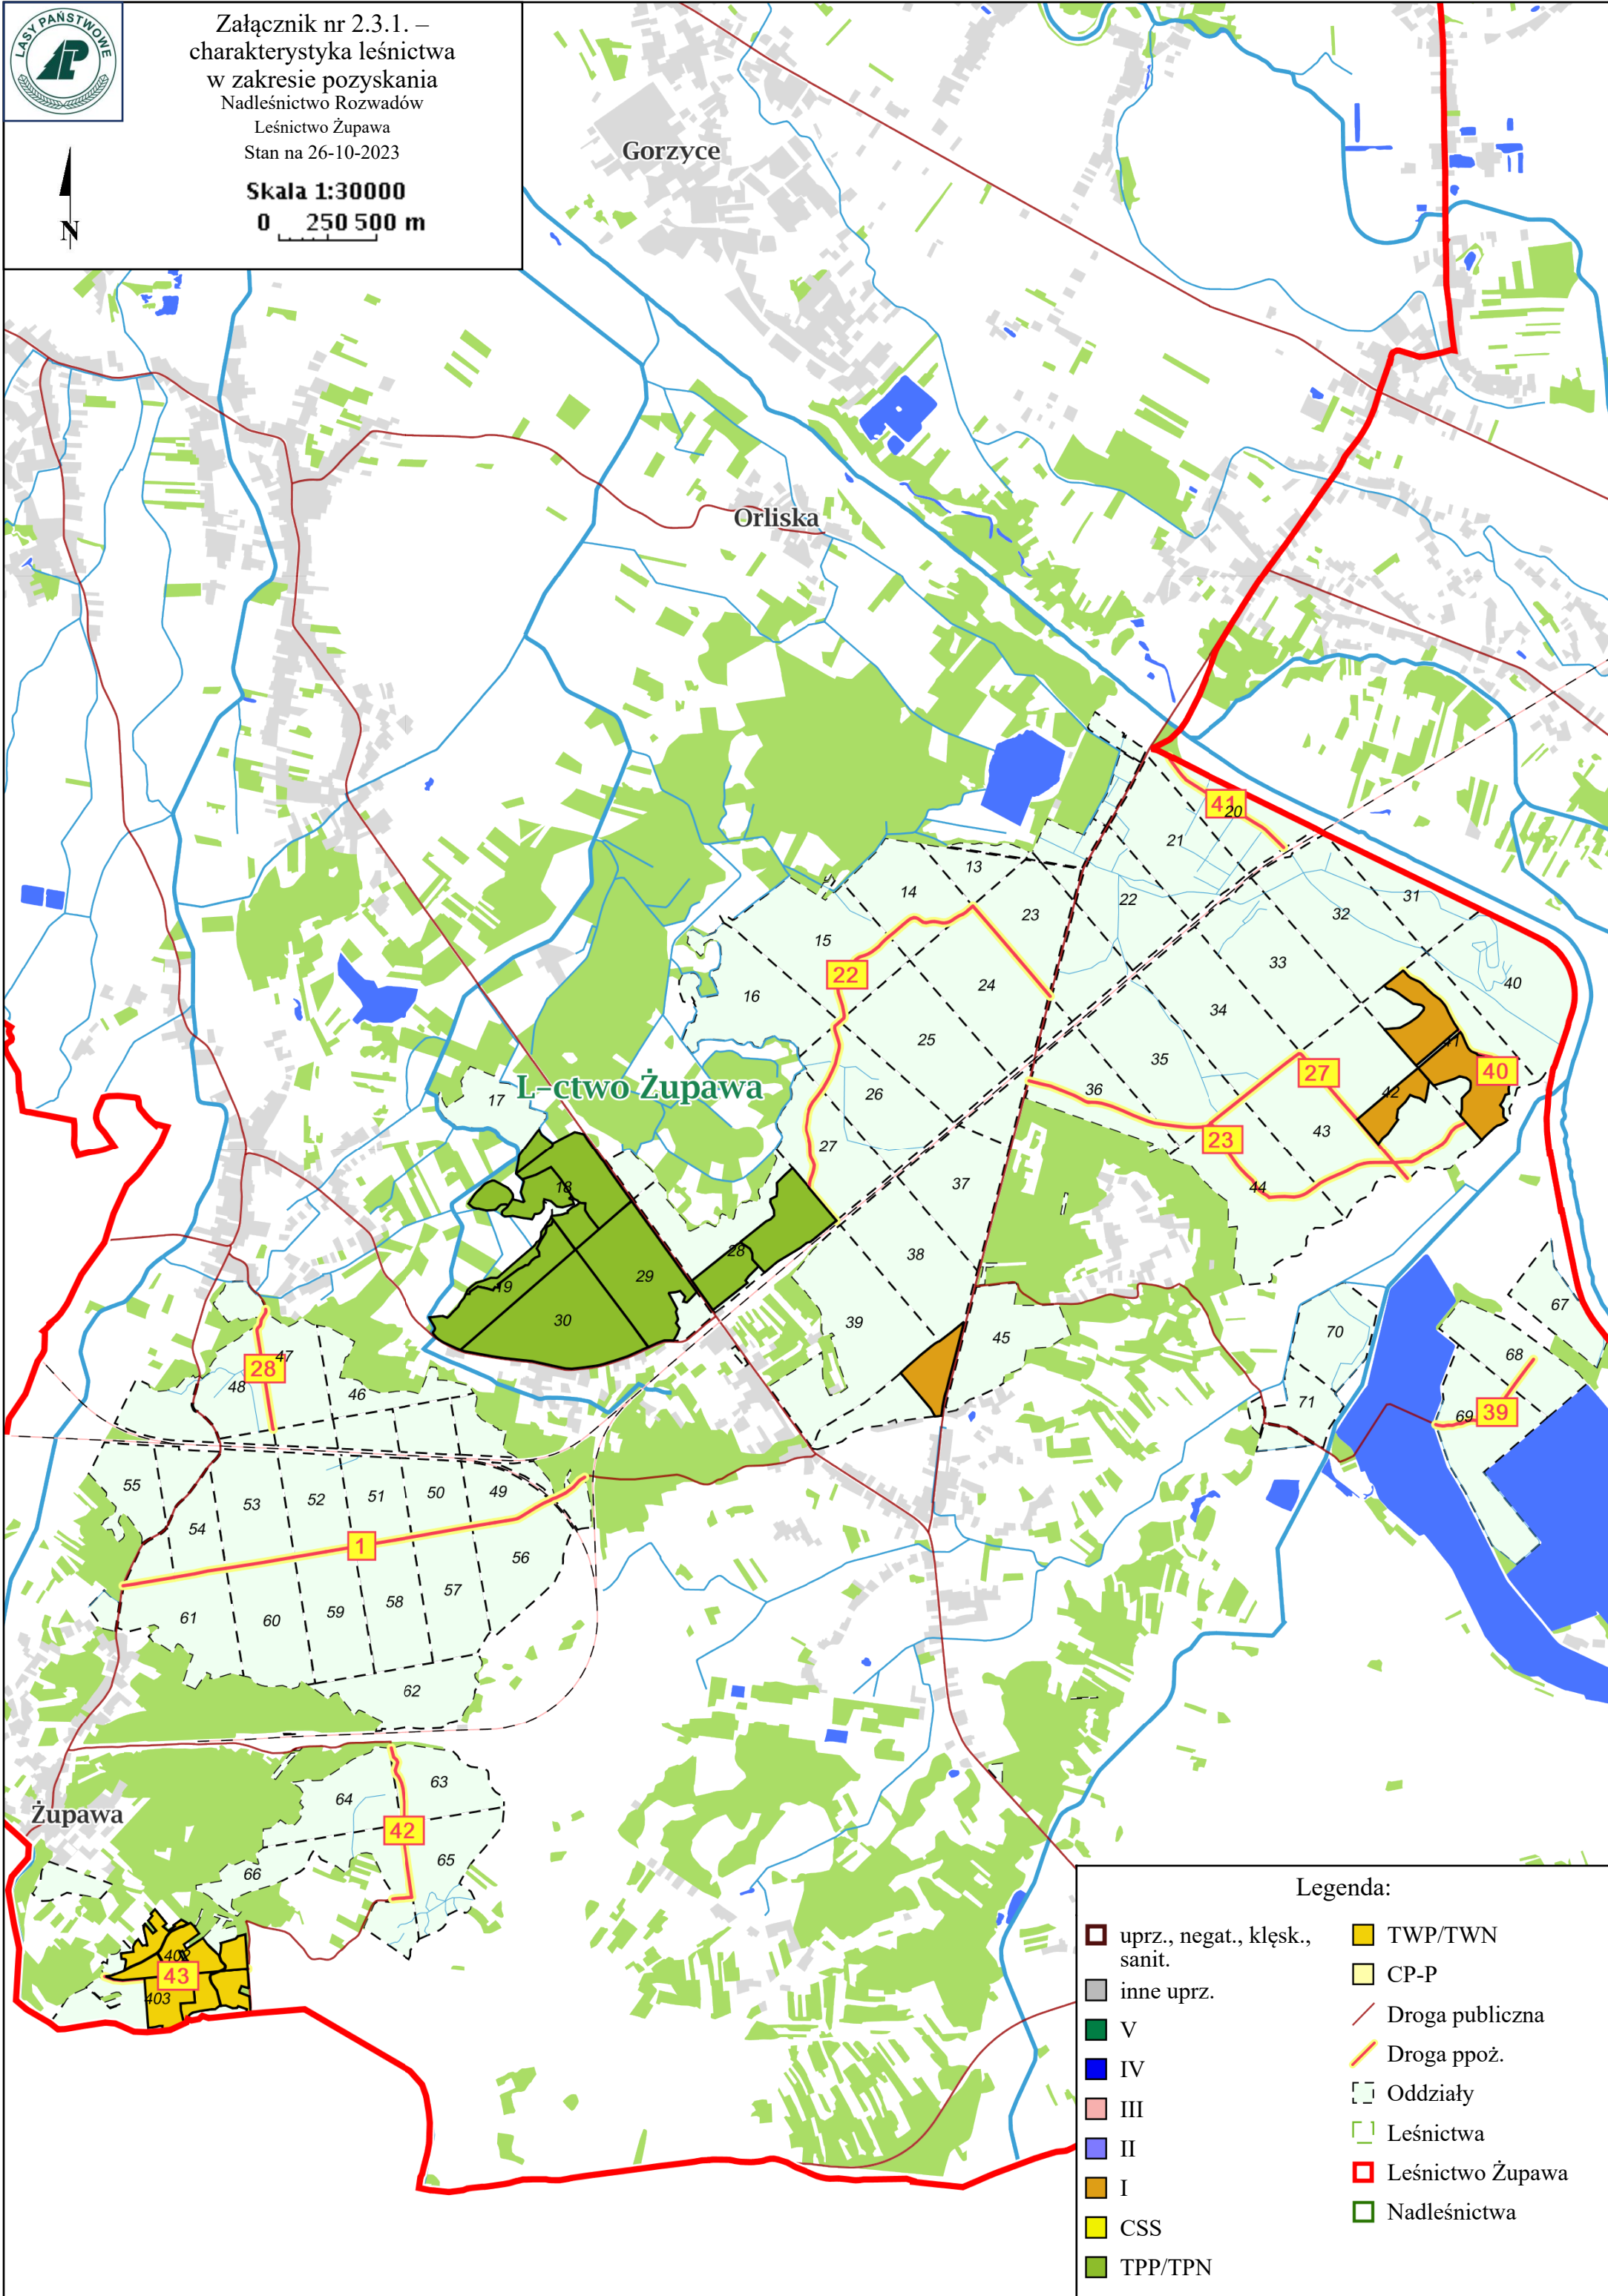 LASY PAŃSTWOWE
Załącznik nr 2.3.1. –
charakterystyka leśnictwa
w zakresie pozyskania
Nadleśnictwo Rozwadów
Leśnictwo Żupawa
Stan na 26-10-2023
Skala 1:30000
0 250 500 m
N
Gorzyce
Orliska
41
20
21
13
14
22
31
23
32
15
33
22
24
40
16
34
25
41
35
27
40
L-ctwo Żupawa
36
42
26
17
43
23
27
37
18
44
28
38
29
19
67
30
39
70
45
68
47
28
48
46
71
69
39
55
49
50
51
52
53
54
1
56
57
58
59
60
61
62
63
64
Żupawa
42
65
66
402
43
403
Legenda:
uprz., negat., klęsk.,
sanit.
inne uprz.
V
IV
III
II
I
CSS
TPP/TPN
TWP/TWN
CP-P
Droga publiczna
Droga ppoż.
Oddziały
Leśnictwa
Leśnictwo Żupawa
Nadleśnictwa